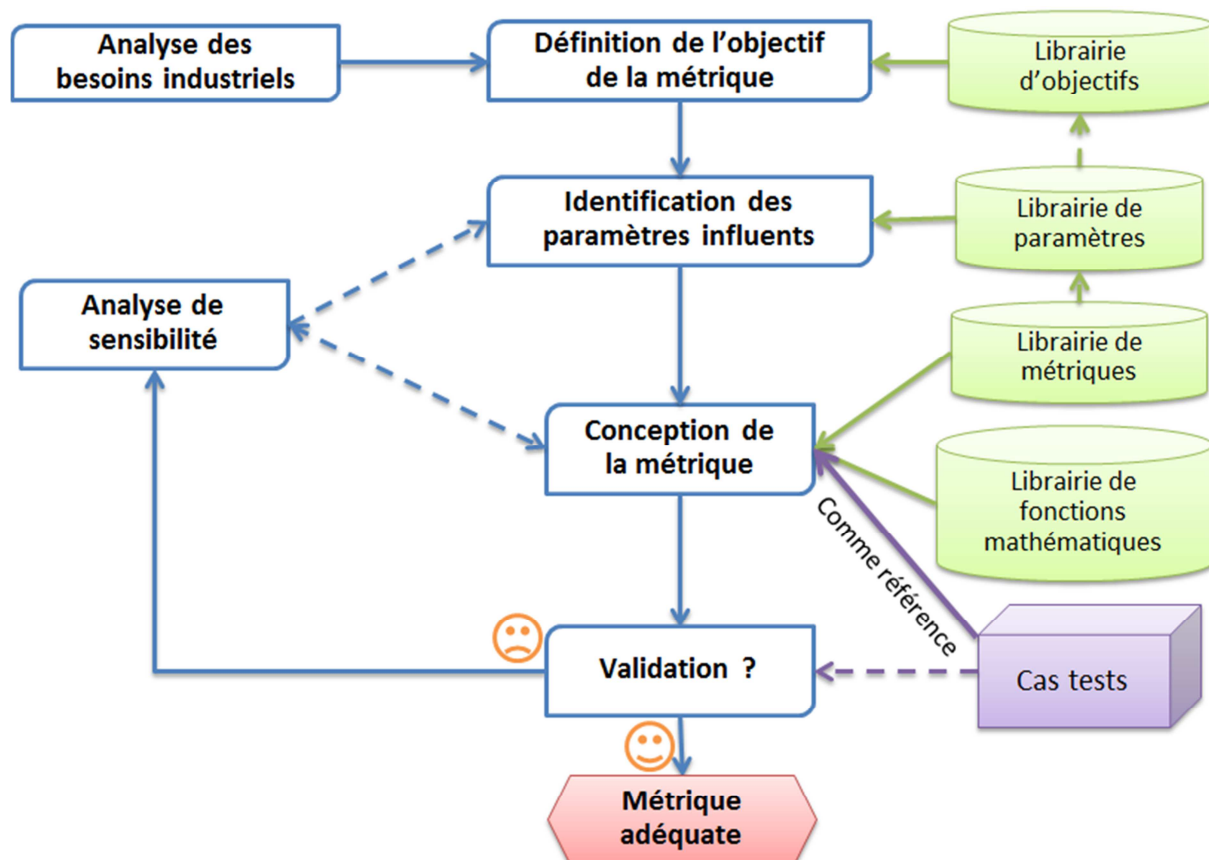 Analyse des
besoins industriels
Définition de l'objectif
de la métrique
Librairie
d'objectifs
Identification des
paramètres influents
Librairie de
paramètres
Analyse de
sensibilité
Librairie de
métriques
Conception de
la métrique
Librairie de
fonctions
mathématiques
Comme référence
Validation ?
Cas tests
Métrique
adéquate